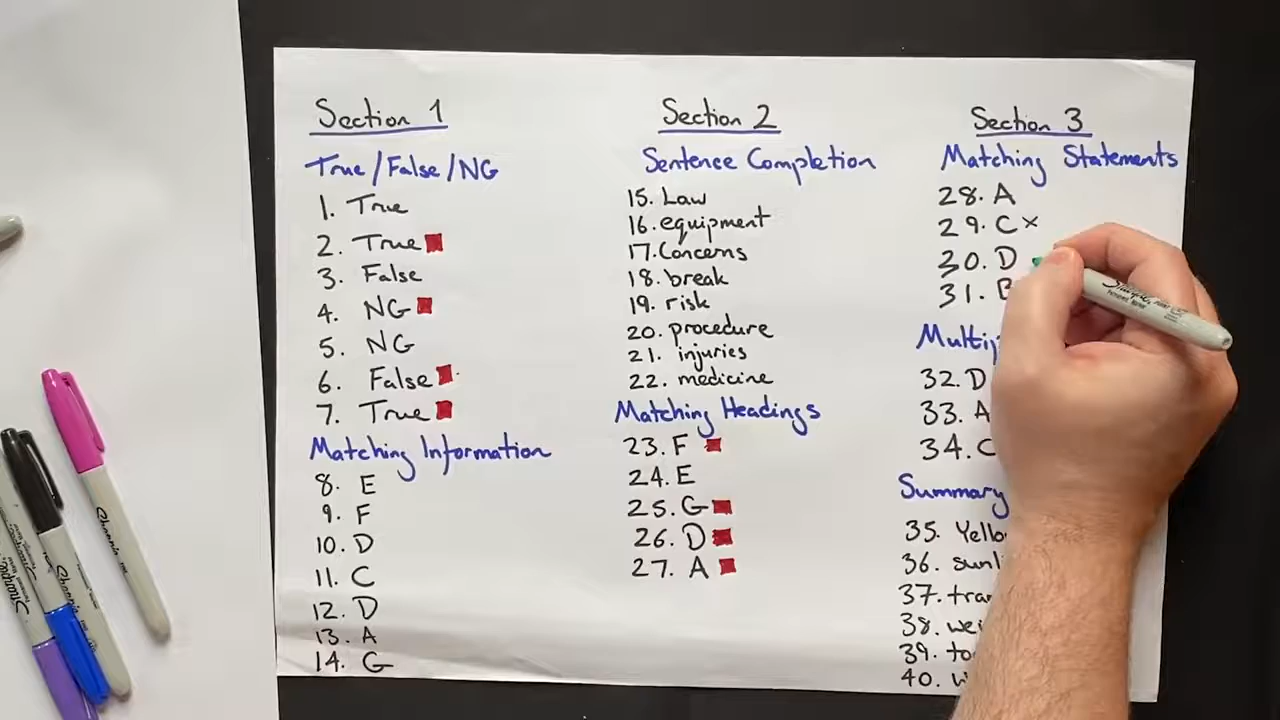 Section 1
True/False/NG
1. True
2. True
3. False
4. NG
5. NG
6. False
7. True
Matching Information
8. E
9. F
10. D
11. C
12. D
13. A
14. G
Section 2
Sentence Completion
15. Law
16. equipment
17. Concerns
18. break
19. risk
20. procedure
21. injuries
22. medicine
Matching Headings
23. F
24. E
25. G
26. D
27. A
Section 3
Matching Statements
28. A
29. C x
30. D
31.
32. D
33. A
34. C
Summary
35.
36.
37.
38.
39.
40.
Sharpie